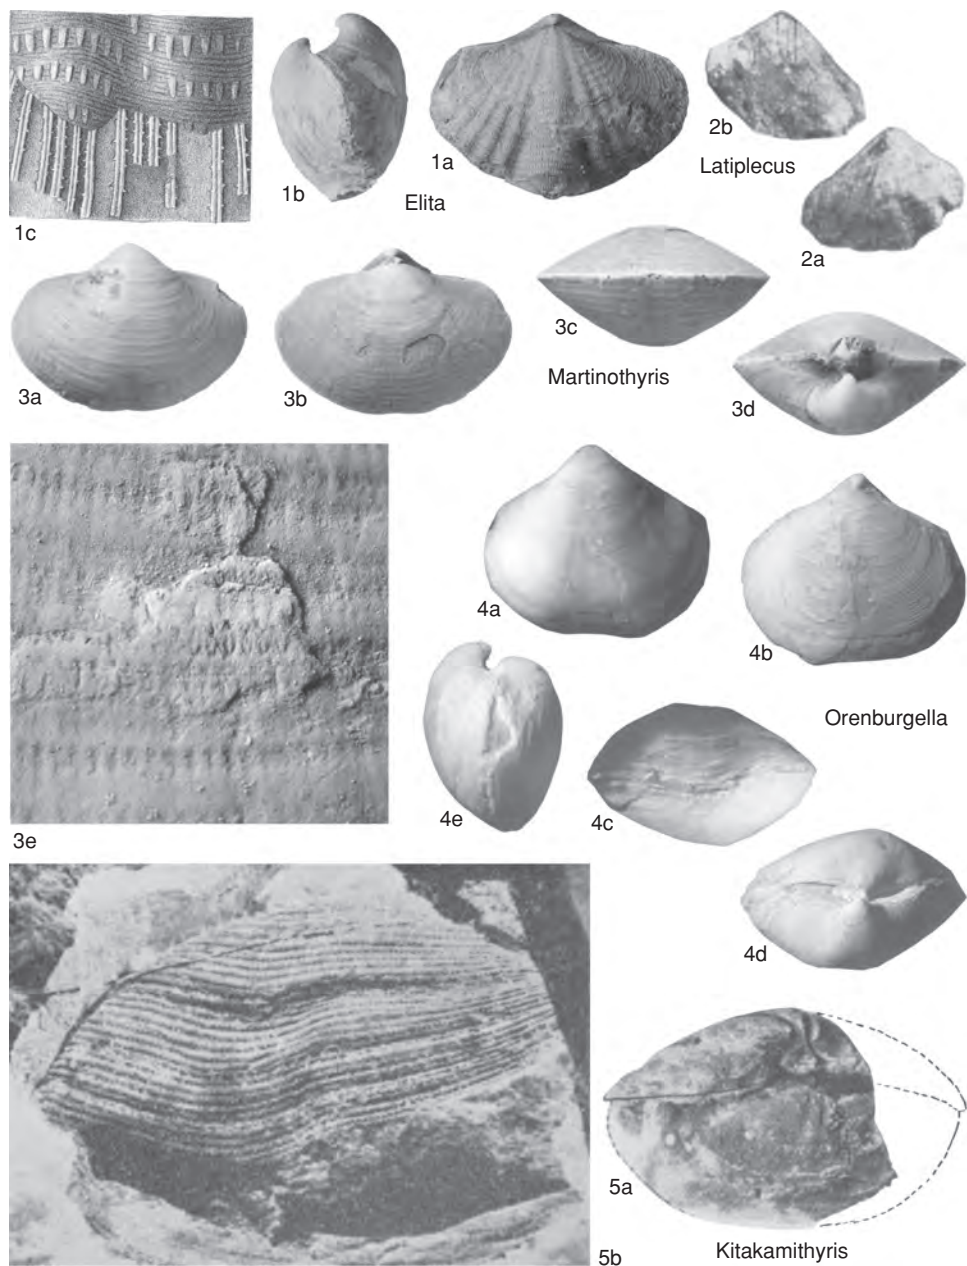 1c
1b
1a
Elita
2b
Latiplecus
2a
3a
3b
3c
Martinothyris
3d
3e
4a
4b
Orenburgella
4e
4c
4d
5a
5b
Kitakamithyris